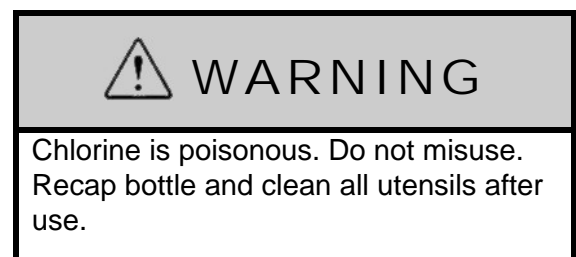 WARNING
Chlorine is poisonous. Do not misuse.
Recap bottle and clean all utensils after
use.